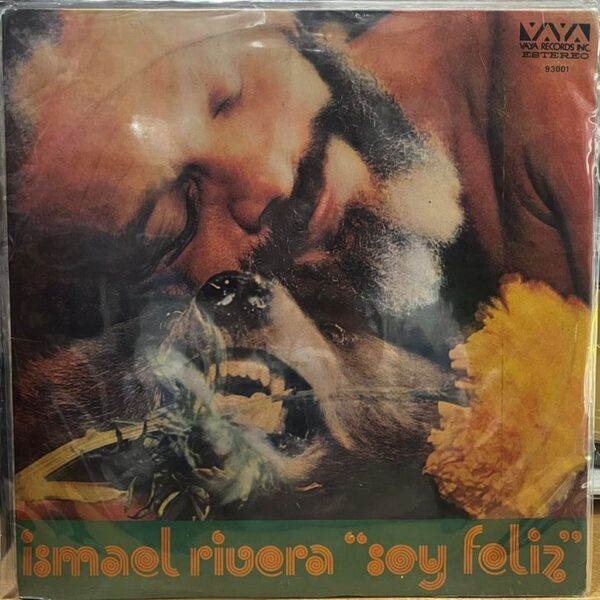 VAYA
VAYA RECORDS INC.
ESTEREO
93001
ismael rivera "soy feliz"